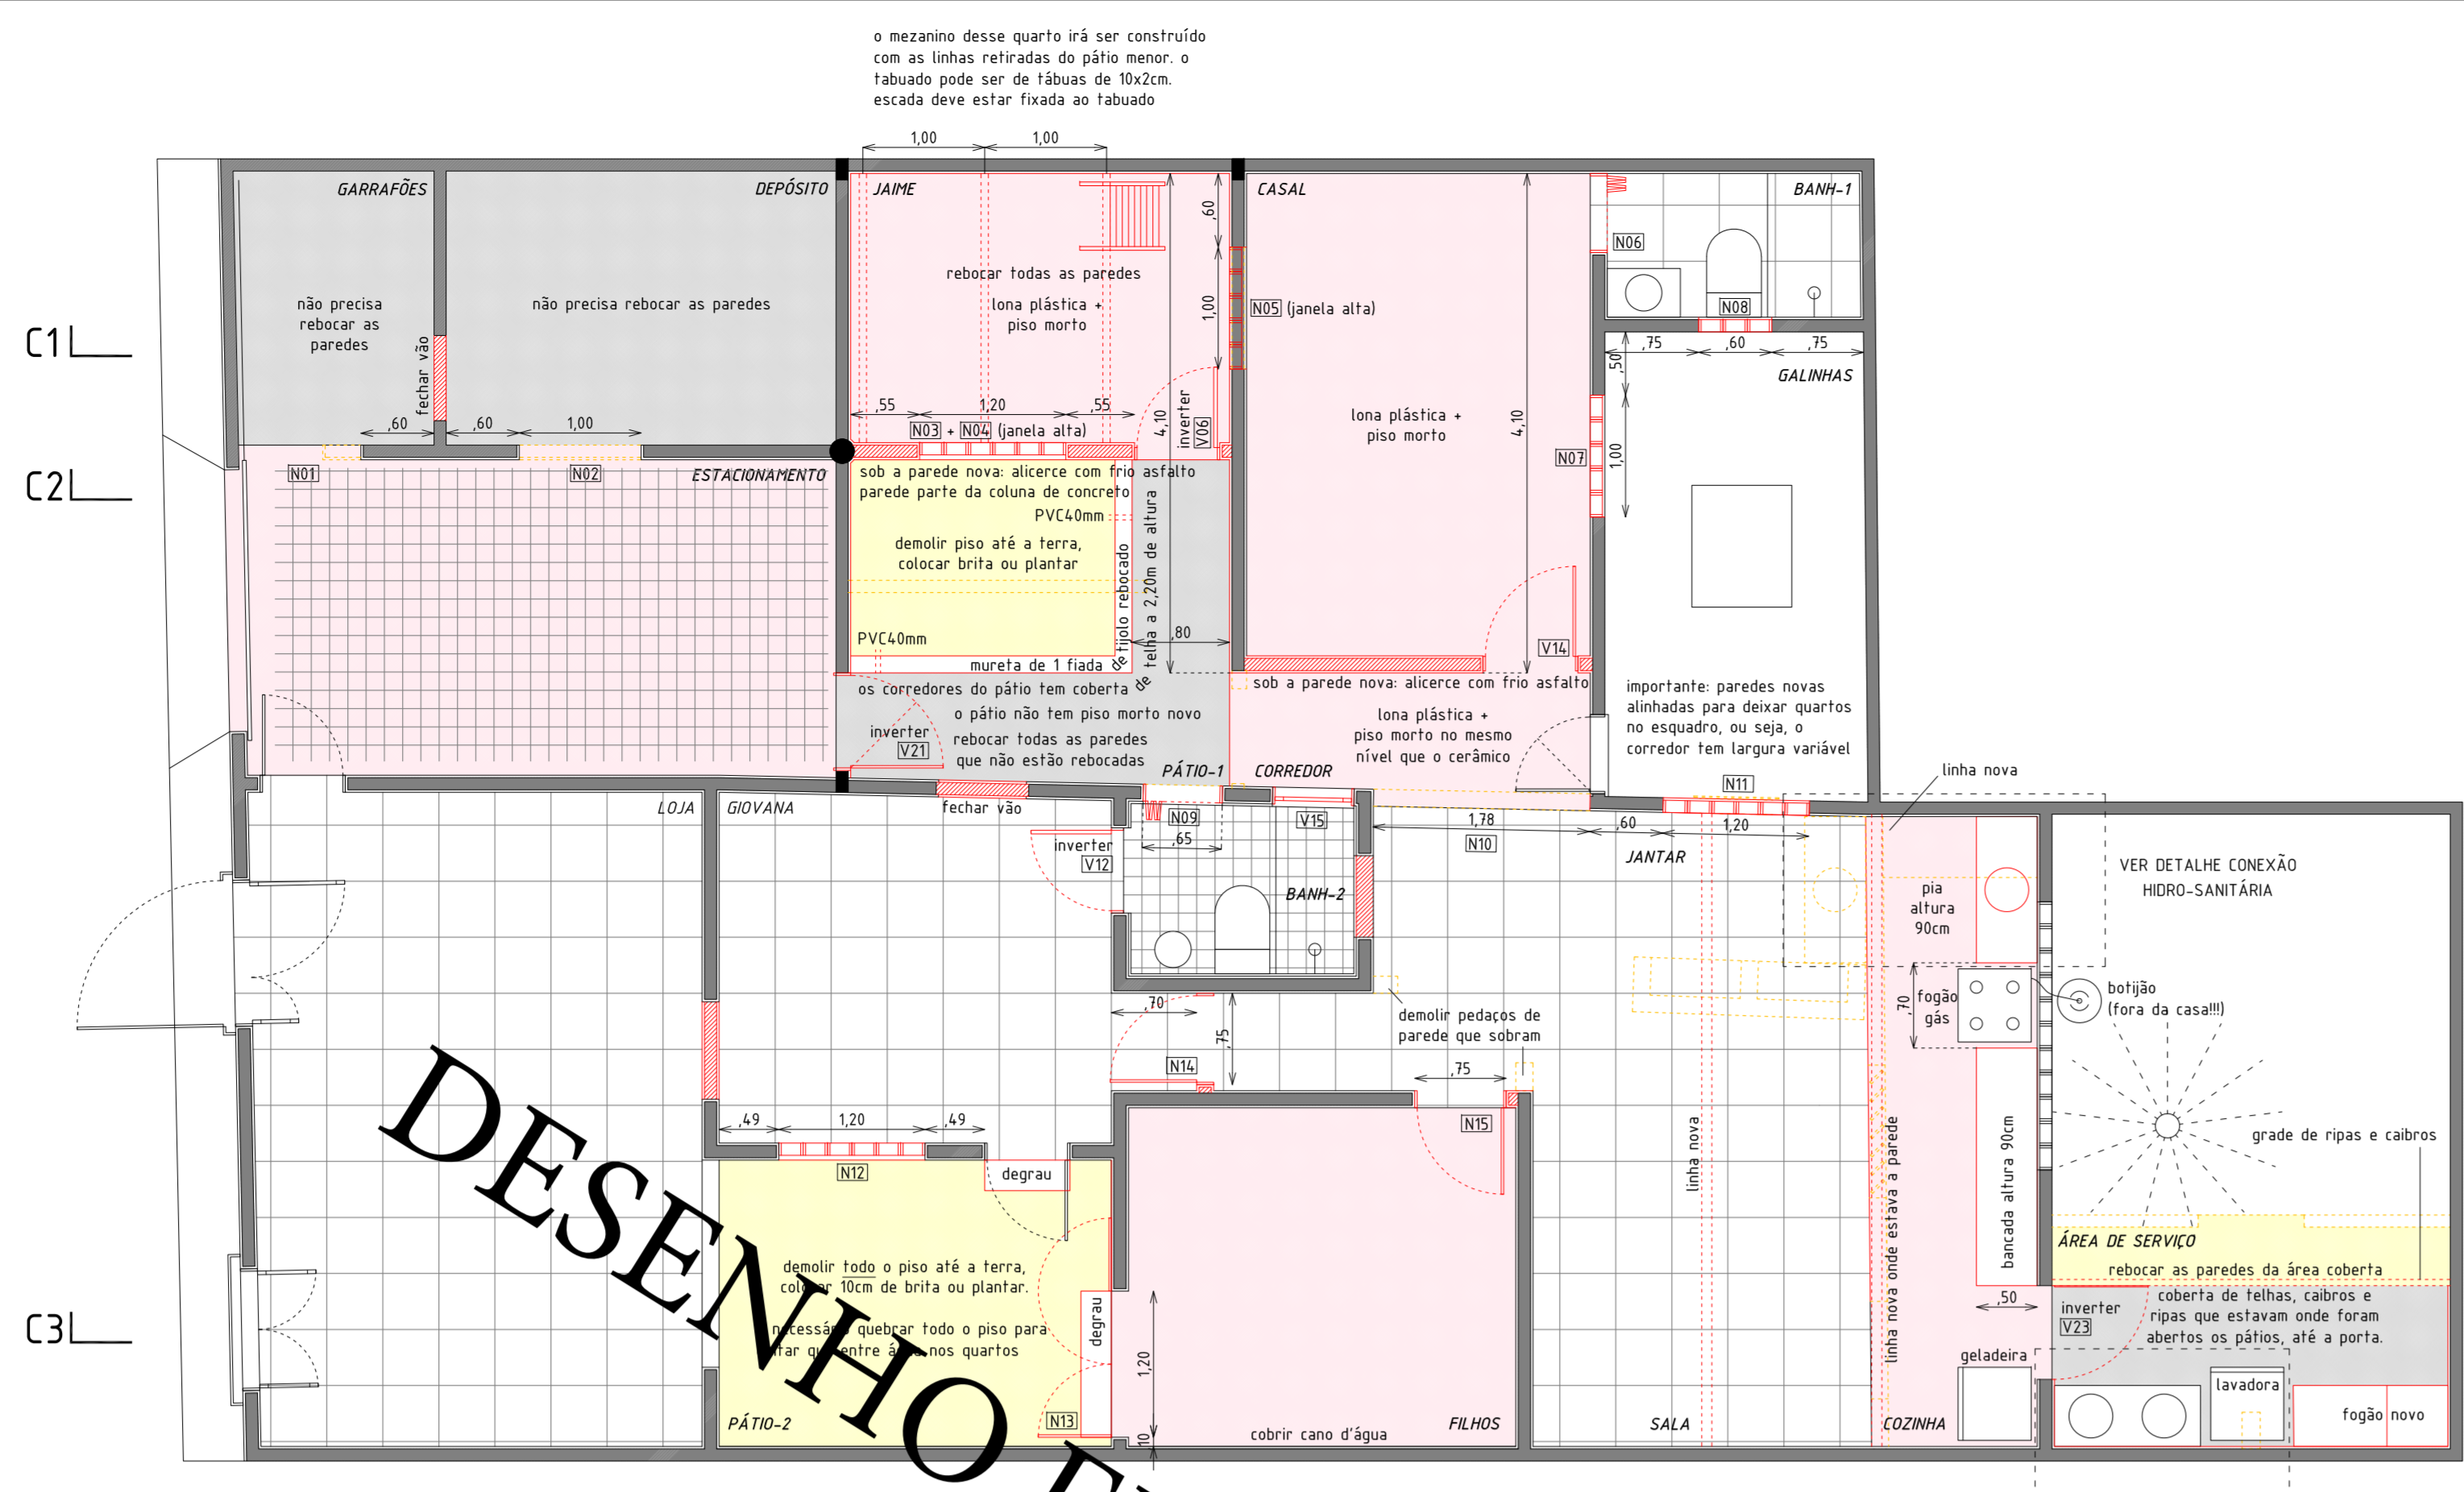 o mezanino desse quarto irá ser construído
com as linhas retiradas do pátio menor. o
tabuado pode ser de tábuas de 10x2cm.
escada deve estar fixada ao tabuado
1,00
1,00
GARRAFÕES
DEPÓSITO
JAIME
CASAL
BANH-1
,60
N06
rebocar todas as paredes
não precisa
rebocar as
paredes
não precisa rebocar as paredes
lona plástica +
piso morto
1,00
N05 (janela alta)
N08
C1
fechar vão
,75
,60
,75
,50
GALINHAS
,60
,60
1,00
,55
1,20
,55
4,10
inverter
V06
lona plástica +
piso morto
4,10
N03 + N04 (janela alta)
N07
1,00
C2
N01
N02
ESTACIONAMENTO
sob a parede nova: alicerce com frio asfalto
parede parte da coluna de concreto
PVC40mm
demolir piso até a terra,
colocar brita ou plantar
PVC40mm
mureta de 1 fiada
de tijolo rebocado
,80
os corredores do pátio tem coberta
de telha a 2,20m de altura
V14
sob a parede nova: alicerce com frio asfalto
importante: paredes novas
alinhadas para deixar quartos
no esquadro, ou seja, o
corredor tem largura variável
o pátio não tem piso morto novo
inverter
V21
rebocar todas as paredes
que não estão rebocadas
lona plástica +
piso morto no mesmo
nível que o cerâmico
PÁTIO-1
CORREDOR
N11
linha nova
LOJA
GIOVANA
fechar vão
N09
V15
,65
inverter
V12
1,78
,60
1,20
N10
JANTAR
BANH-2
pia
altura
90cm
VER DETALHE CONEXÃO
HIDRO-SANITÁRIA
,70
,75
N14
demolir pedaços de
parede que sobram
,70
fogão
gás
botijão
(fora da casa!!!)
,75
N15
,49
1,20
,49
N12
degrau
linha nova
linha nova onde estava a parede
bancada altura 90cm
grade de ripas e caibros
ÁREA DE SERVIÇO
rebocar as paredes da área coberta
demolir todo o piso até a terra,
colocar 10cm de brita ou plantar.
quebrar todo o piso para
nos quartos
degrau
1,20
10
,50
inverter
V23
coberta de telhas, caibros e
ripas que estavam onde foram
abertos os pátios, até a porta.
C3
geladeira
lavadora
fogão novo
PÁTIO-2
N13
cobrir cano d'água
FILHOS
SALA
COZINHA
DESENHO